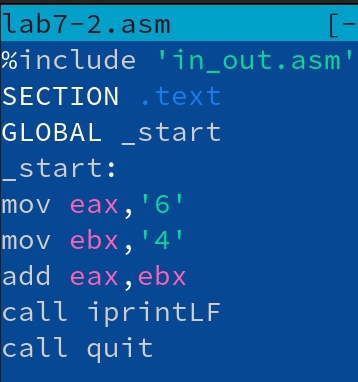 lab7-2.asm [-
%include 'in_out.asm'
SECTION .text
GLOBAL _start
_start:
mov eax,'6'
mov ebx,'4'
add eax,ebx
call iprintLF
call quit